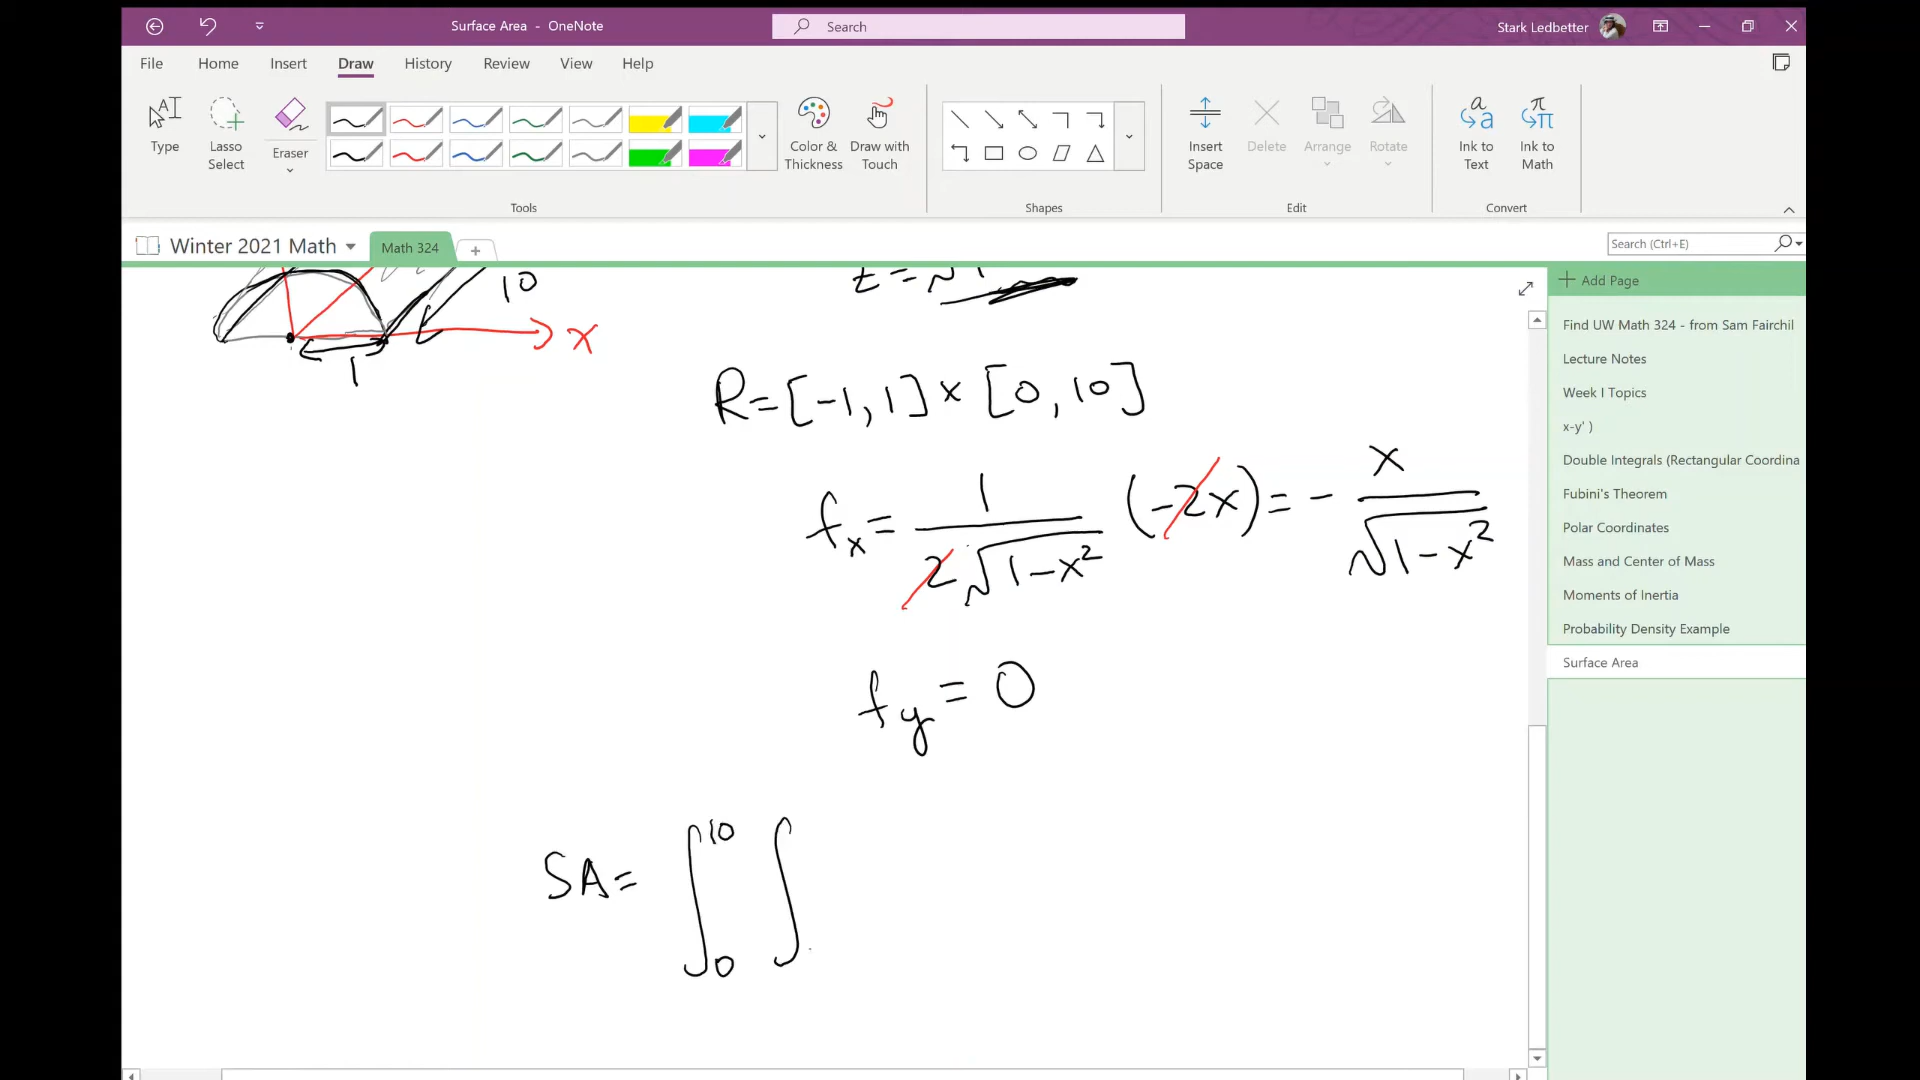 Surface Area - OneNote
Search
Stark Ledbetter
File Home Insert Draw History Review View Help
Type
Lasso Select
Eraser
Color & Thickness
Draw with Touch
Insert Space
Delete
Arrange
Rotate
Ink to Text
Ink to Math
Tools
Shapes
Edit
Convert
Winter 2021 Math
Math 324
Search (Ctrl+E)
Add Page
Find UW Math 324 - from Sam Fairchil
Lecture Notes
Week I Topics
x-y' )
Double Integrals (Rectangular Coordina
Fubini's Theorem
Polar Coordinates
Mass and Center of Mass
Moments of Inertia
Probability Density Example
Surface Area
10
x
1
R=[-1,1]×[0,10]
f_x = 1/(2√(1-x²)) (-2x) = - x/√(1-x²)
f_y = 0
SA= ∫_0^10 ∫